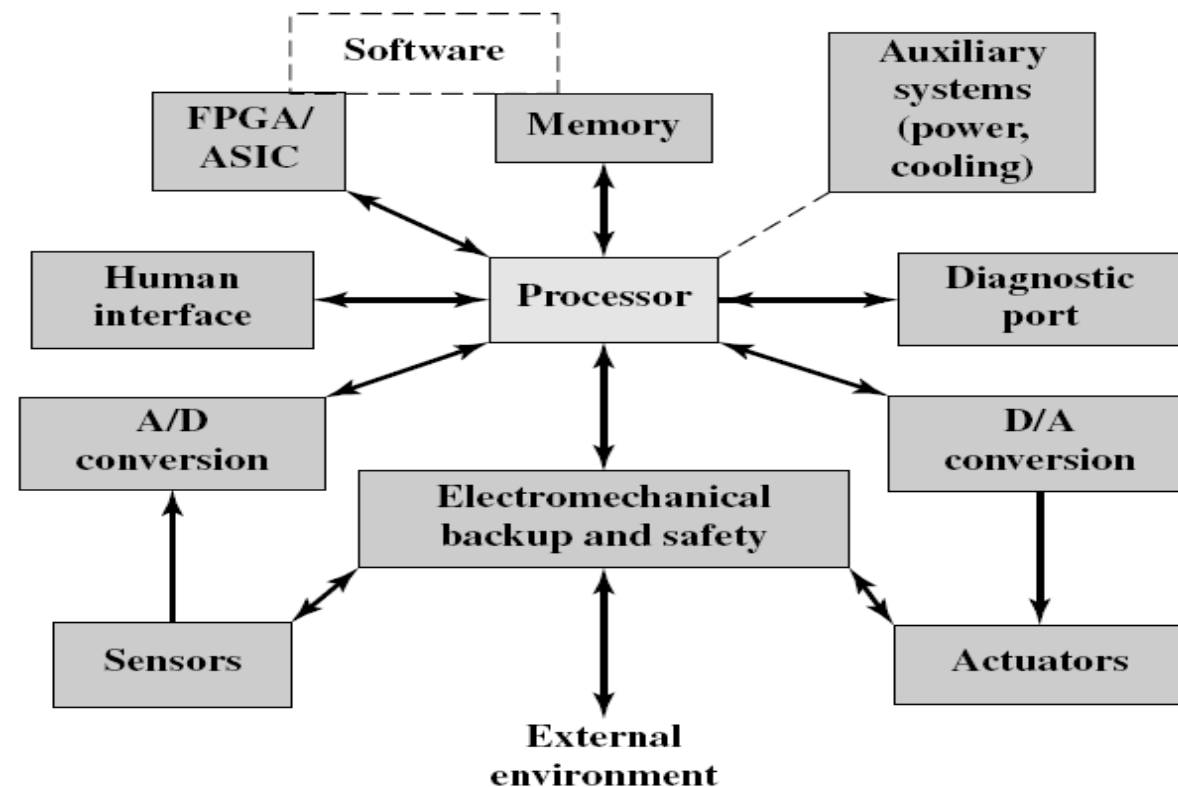 Software
Auxiliary
systems
(power,
cooling)
FPGA/
ASIC
Memory
Human
interface
Processor
Diagnostic
port
A/D
conversion
D/A
conversion
Electromechanical
backup and safety
Sensors
Actuators
External
environment